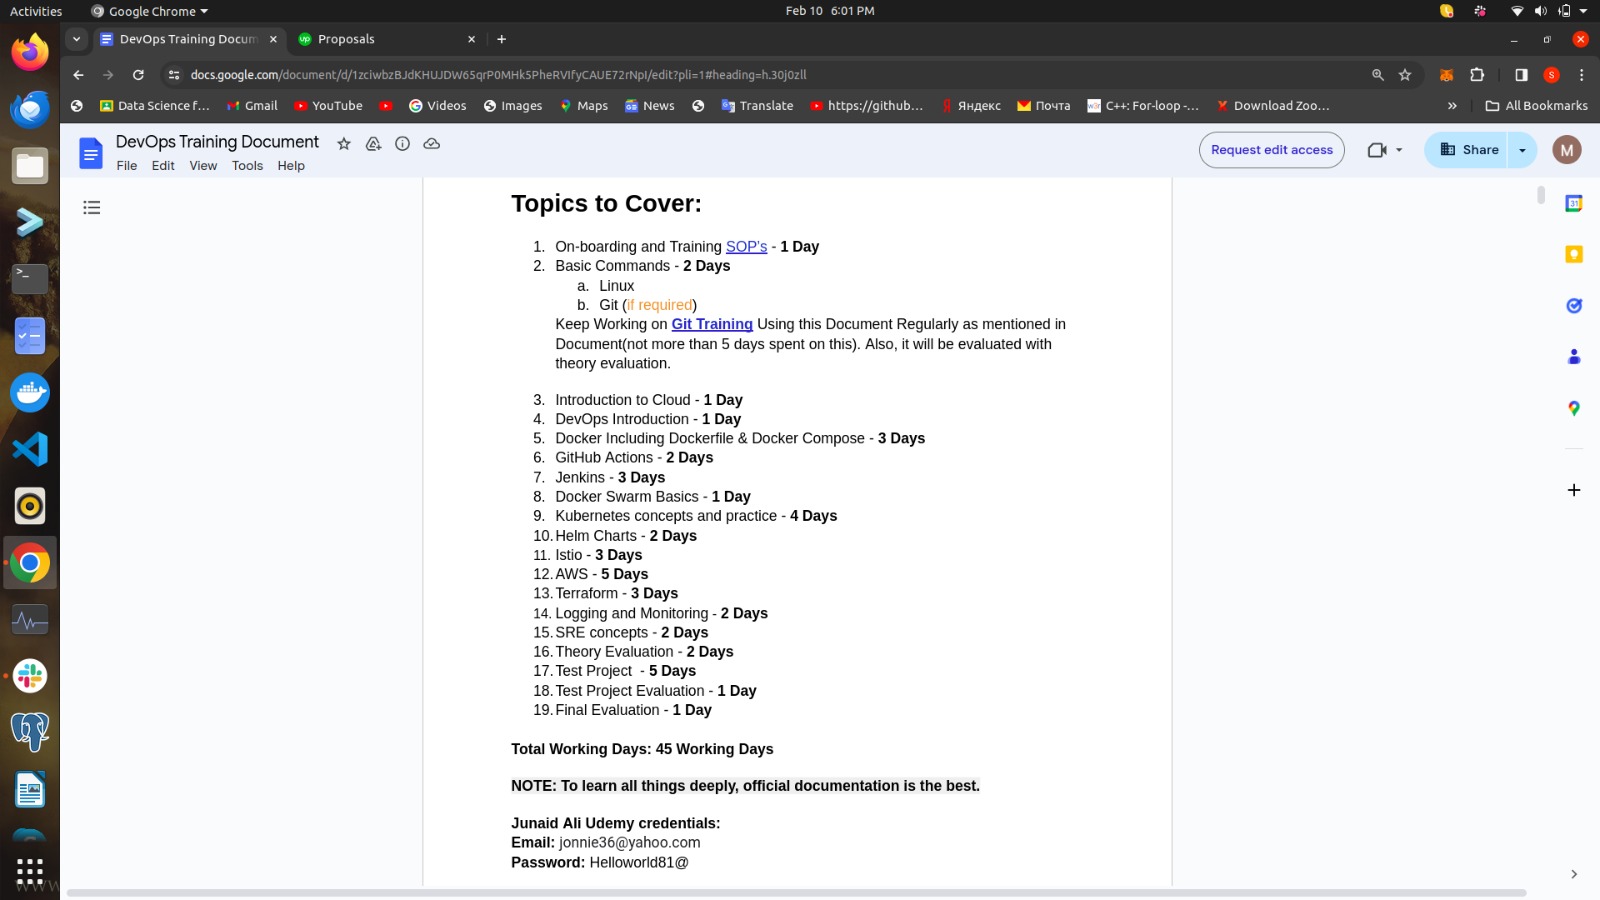 Activities
Google Chrome
Feb 10 6:01 PM
DevOps Training Docum
Proposals
docs.google.com/document/d/1zciwbzBJdKHUJDW65qrP0MHk5PheRVIfyCAUE72rNpI/edit?pli=1#heading=h.30j0zll
Data Science f...
Gmail
YouTube
Videos
Images
Maps
News
Translate
https://github...
Яндекс
Почта
C++: For-loop -...
Download Zoo...
»
All Bookmarks
DevOps Training Document
File Edit View Tools Help
Request edit access
Share
M
Topics to Cover:
1. On-boarding and Training SOP's - 1 Day
2. Basic Commands - 2 Days
a. Linux
b. Git (if required)
Keep Working on Git Training Using this Document Regularly as mentioned in
Document(not more than 5 days spent on this). Also, it will be evaluated with
theory evaluation.
3. Introduction to Cloud - 1 Day
4. DevOps Introduction - 1 Day
5. Docker Including Dockerfile & Docker Compose - 3 Days
6. GitHub Actions - 2 Days
7. Jenkins - 3 Days
8. Docker Swarm Basics - 1 Day
9. Kubernetes concepts and practice - 4 Days
10. Helm Charts - 2 Days
11. Istio - 3 Days
12. AWS - 5 Days
13. Terraform - 3 Days
14. Logging and Monitoring - 2 Days
15. SRE concepts - 2 Days
16. Theory Evaluation - 2 Days
17. Test Project - 5 Days
18. Test Project Evaluation - 1 Day
19. Final Evaluation - 1 Day
Total Working Days: 45 Working Days
NOTE: To learn all things deeply, official documentation is the best.
Junaid Ali Udemy credentials:
Email: jonnie36@yahoo.com
Password: Helloworld81@